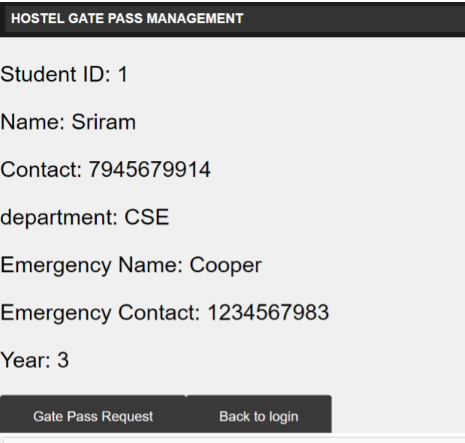 HOSTEL GATE PASS MANAGEMENT
Student ID: 1
Name: Sriram
Contact: 7945679914
department: CSE
Emergency Name: Cooper
Emergency Contact: 1234567983
Year: 3
Gate Pass Request Back to login